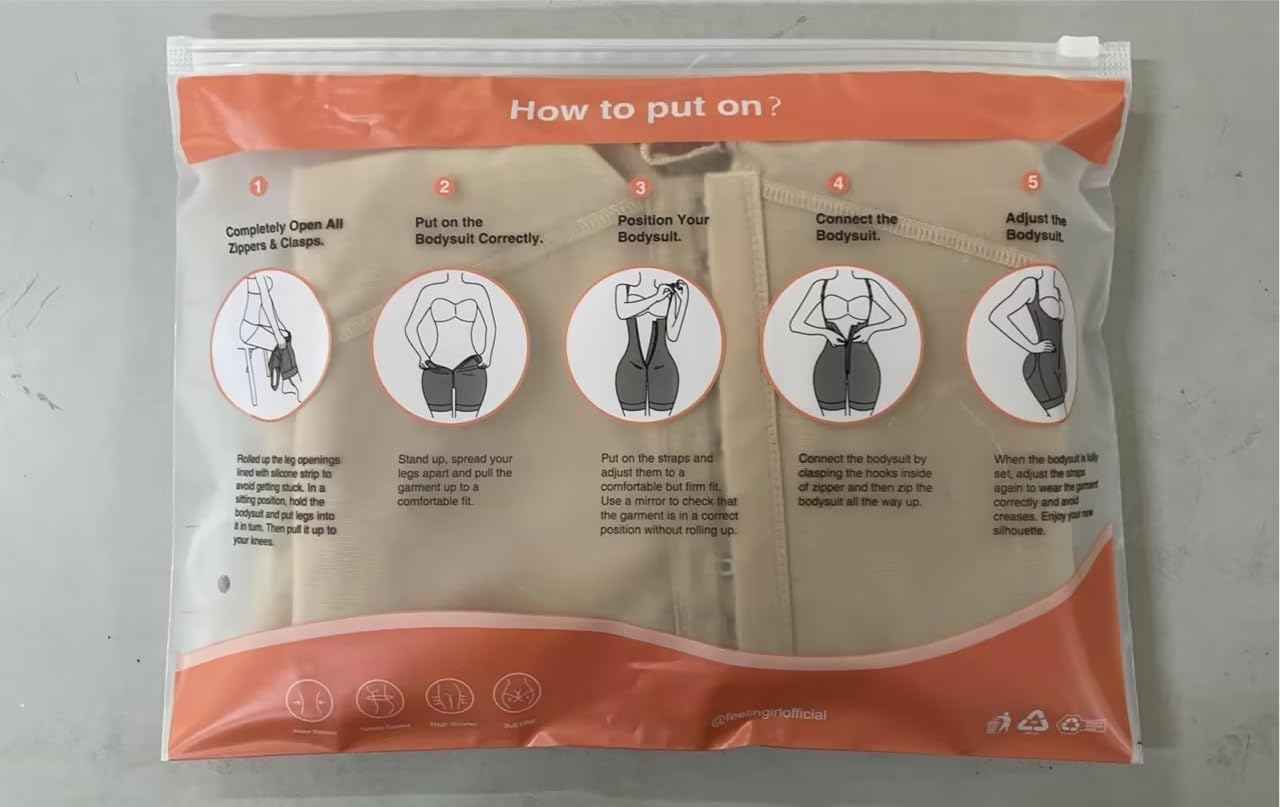 How to put on?
1
Completely Open All
Zippers & Clasps.
Rolled up the leg openings
lined with silicone strip to
avoid getting stuck. In a
sitting position, hold the
bodysuit and put legs into
it in turn. Then pull it up to
your knees.
2
Put on the
Bodysuit Correctly.
Stand up, spread your
legs apart and pull the
garment up to a
comfortable fit.
3
Position Your
Bodysuit.
Put on the straps and
adjust them to a
comfortable but firm fit.
Use a mirror to check that
the garment is in a correct
position without rolling up.
4
Connect the
Bodysuit.
Connect the bodysuit by
clasping the hooks inside
of zipper and then zip the
bodysuit all the way up.
5
Adjust the
Bodysuit.
When the bodysuit is fully
set, adjust the straps
again to wear the garment
correctly and avoid
creases. Enjoy your new
silhouette.
@feelingirlofficial